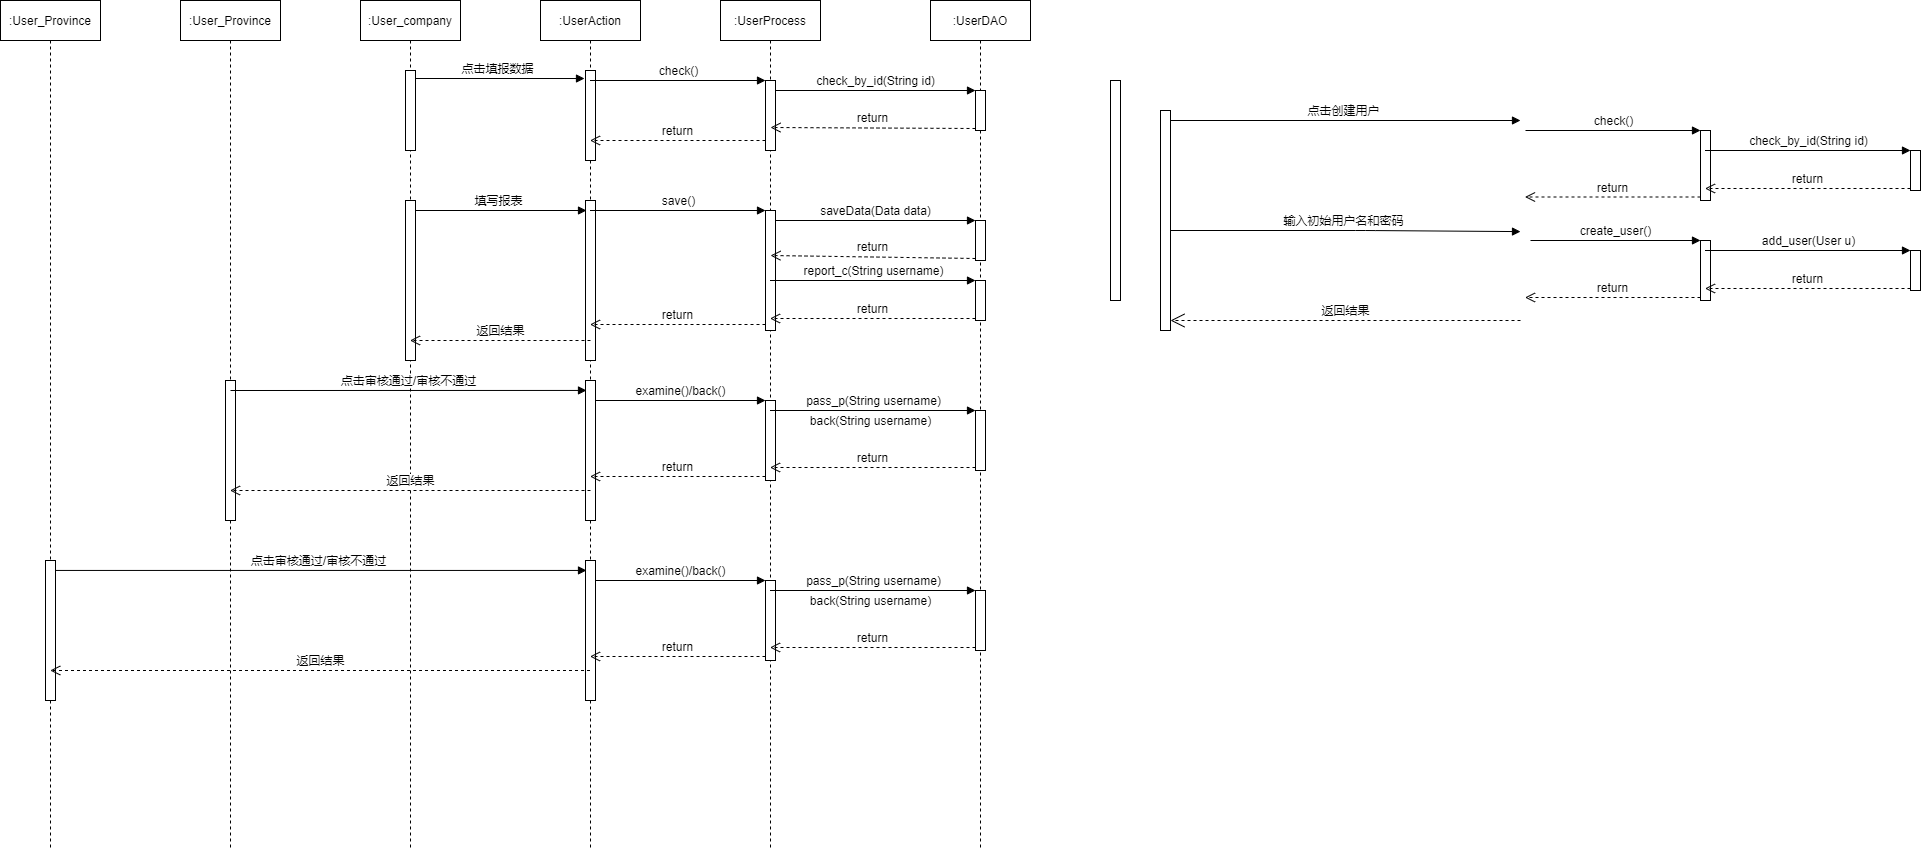 :User_Province
:User_Province
:User_company
:UserAction
:UserProcess
:UserDAO
点击填报数据
check()
check_by_id(String id)
return
return
填写报表
save()
saveData(Data data)
return
report_c(String username)
return
return
返回结果
点击审核通过/审核不通过
examine()/back()
pass_p(String username)
back(String username)
return
return
返回结果
点击审核通过/审核不通过
examine()/back()
pass_p(String username)
back(String username)
return
return
返回结果
点击创建用户
check()
check_by_id(String id)
return
return
输入初始用户名和密码
create_user()
add_user(User u)
return
return
返回结果